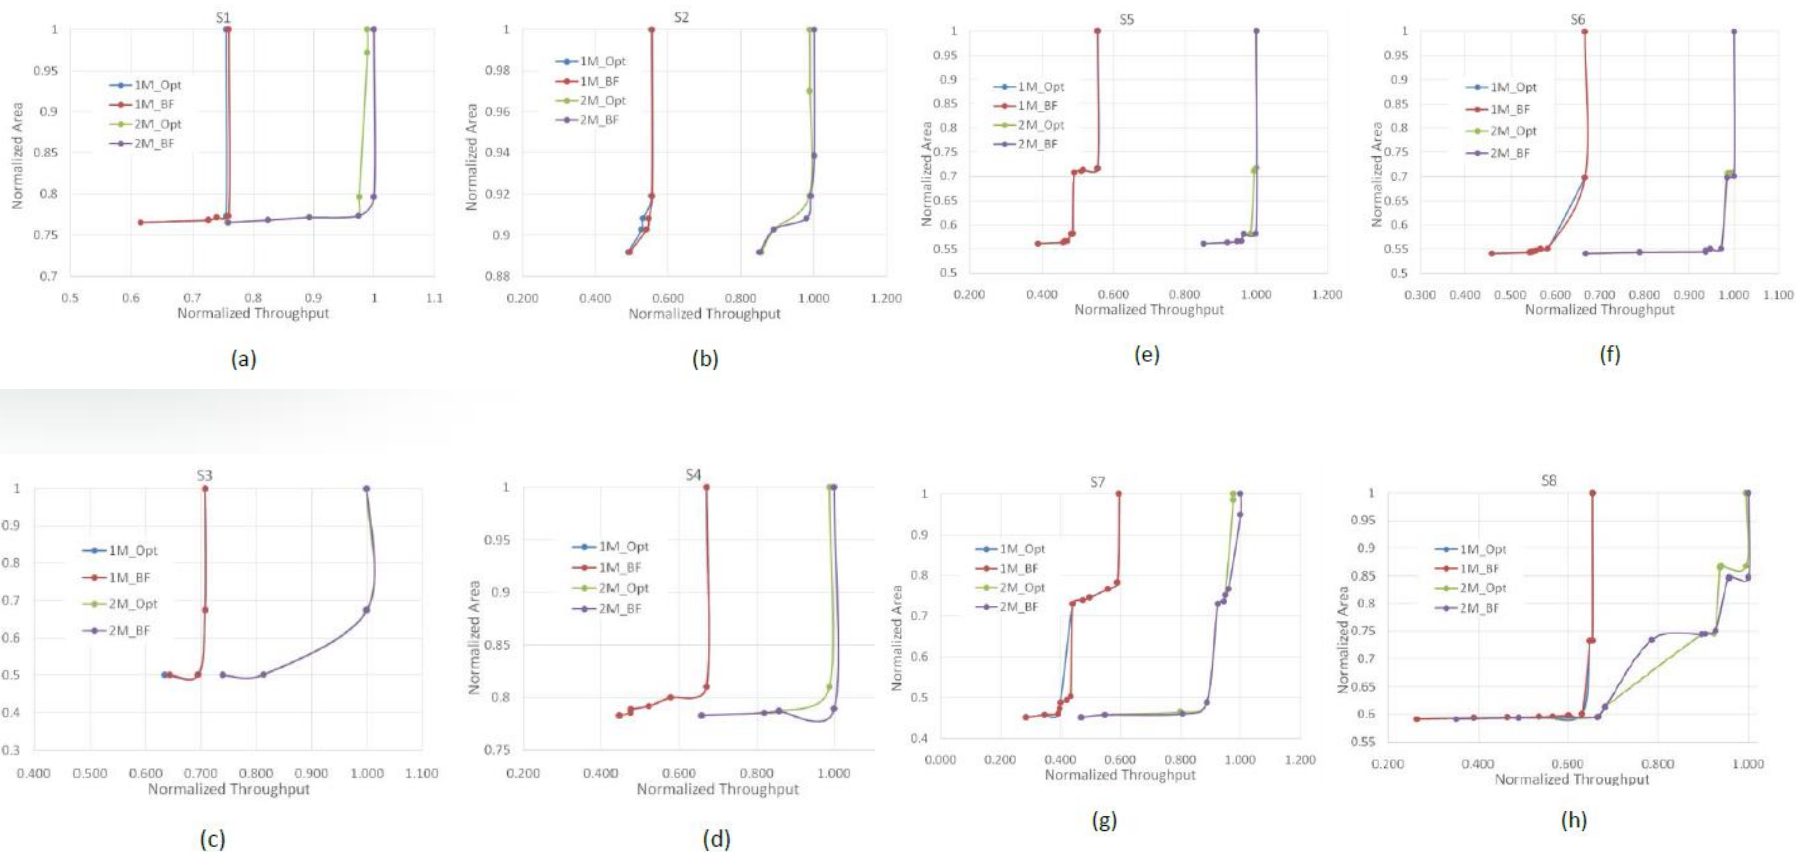 S1
1
0.95
0.9
0.85
0.8
0.75
0.7
Normalized Area
1M_Opt
1M_BF
2M_Opt
2M_BF
0.5 0.6 0.7 0.8 0.9 1 1.1
Normalized Throughput
(a)
S2
1
0.98
0.96
0.94
0.92
0.9
0.88
Normalized Area
1M_Opt
1M_BF
2M_Opt
2M_BF
0.200 0.400 0.600 0.800 1.000 1.200
Normalized Throughput
(b)
S5
1
0.95
0.9
0.85
0.8
0.75
0.7
0.65
0.6
0.55
0.5
Normalized Area
1M_Opt
1M_BF
2M_Opt
2M_BF
0.200 0.400 0.600 0.800 1.000 1.200
Normalized Throughput
(e)
S6
1
0.95
0.9
0.85
0.8
0.75
0.7
0.65
0.6
0.55
0.5
Normalized Area
1M_Opt
1M_BF
2M_Opt
2M_BF
0.300 0.400 0.500 0.600 0.700 0.800 0.900 1.000 1.100
Normalized Throughput
(f)
S3
1
0.9
0.8
0.7
0.6
0.5
0.4
0.3
1M_Opt
1M_BF
2M_Opt
2M_BF
0.400 0.500 0.600 0.700 0.800 0.900 1.000 1.100
Normalized Throughput
(c)
S4
1
0.95
0.9
0.85
0.8
0.75
Normalized Area
1M_Opt
1M_BF
2M_Opt
2M_BF
0.200 0.400 0.600 0.800 1.000
Normalized Throughput
(d)
S7
1
0.9
0.8
0.7
0.6
0.5
0.4
Normalized Area
1M_Opt
1M_BF
2M_Opt
2M_BF
0.000 0.200 0.400 0.600 0.800 1.000 1.200
Normalized Throughput
(g)
S8
1
0.95
0.9
0.85
0.8
0.75
0.7
0.65
0.6
0.55
Normalized Area
1M_Opt
1M_BF
2M_Opt
2M_BF
0.200 0.400 0.600 0.800 1.000
Normalized Throughput
(h)